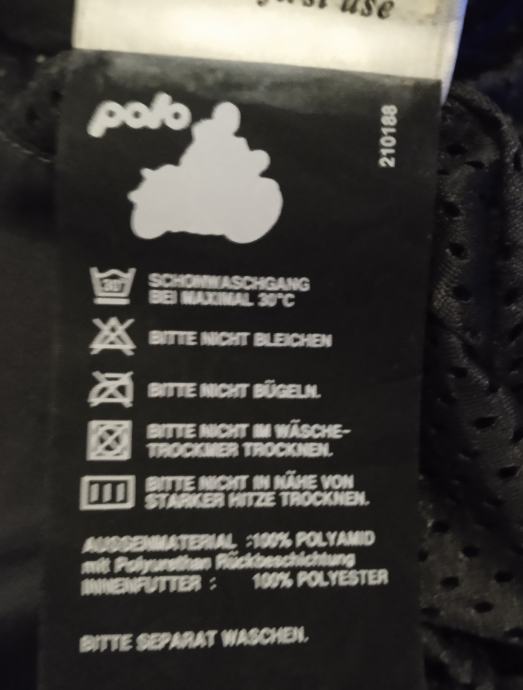 first use
polo
210188
30°
SCHONWASCHGANG
BEI MAXIMAL 30°C
BITTE NICHT BLEICHEN
BITTE NICHT BÜGELN.
BITTE NICHT IM WÄSCHE-
TROCKNER TROCKNEN.
BITTE NICHT IN NÄHE VON
STARKER HITZE TROCKNEN.
AUSSENMATERIAL :100% POLYAMID
mit Polyurethan Rückbeschichtung
INNENFUTTER : 100% POLYESTER
BITTE SEPARAT WASCHEN.